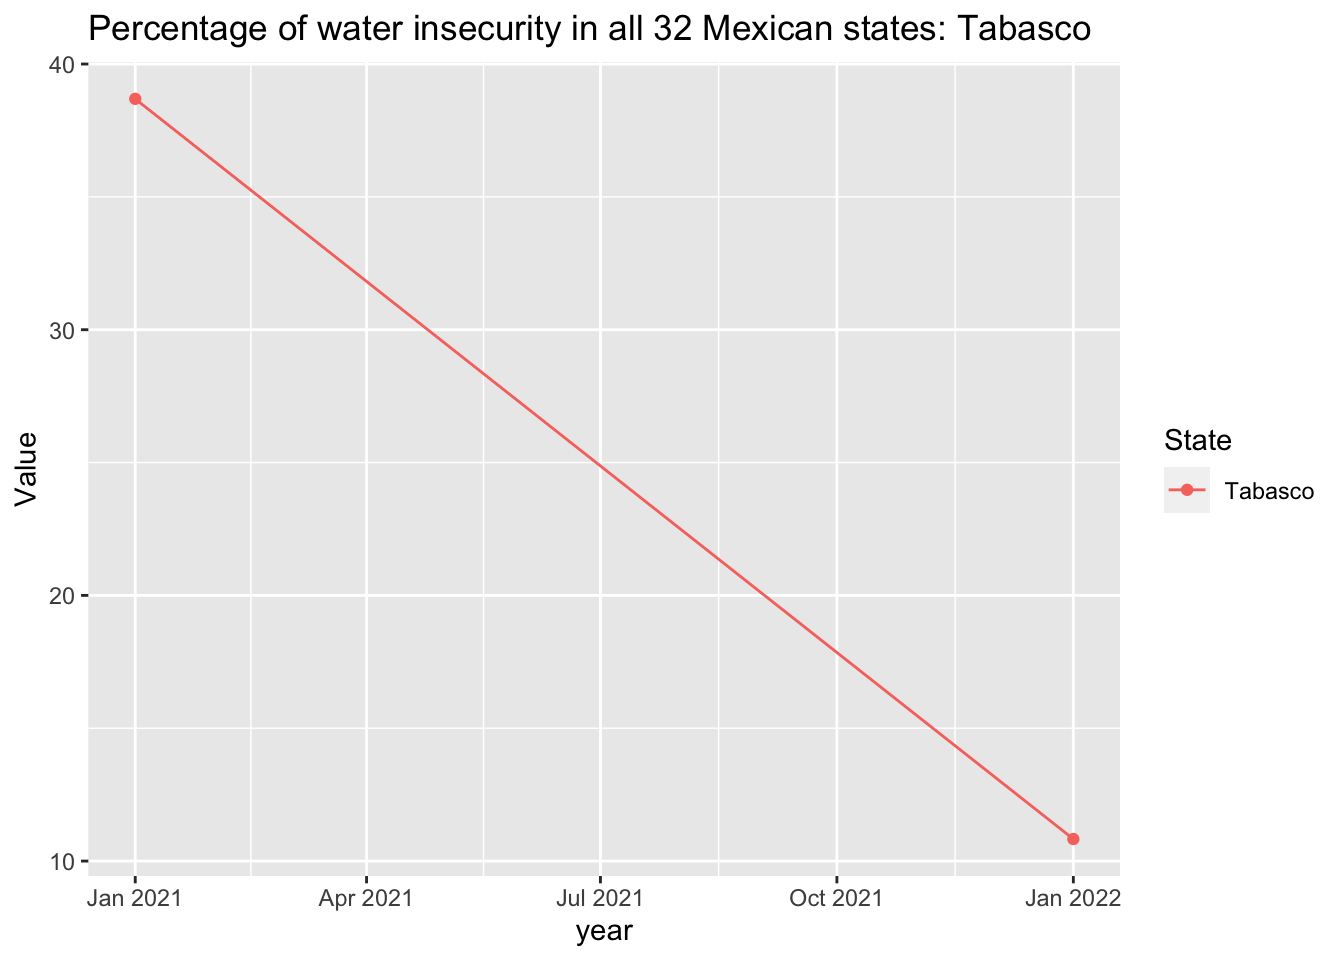 Percentage of water insecurity in all 32 Mexican states: Tabasco
40
30
20
10
Value
Jan 2021 Apr 2021 Jul 2021 Oct 2021 Jan 2022
year
State
Tabasco